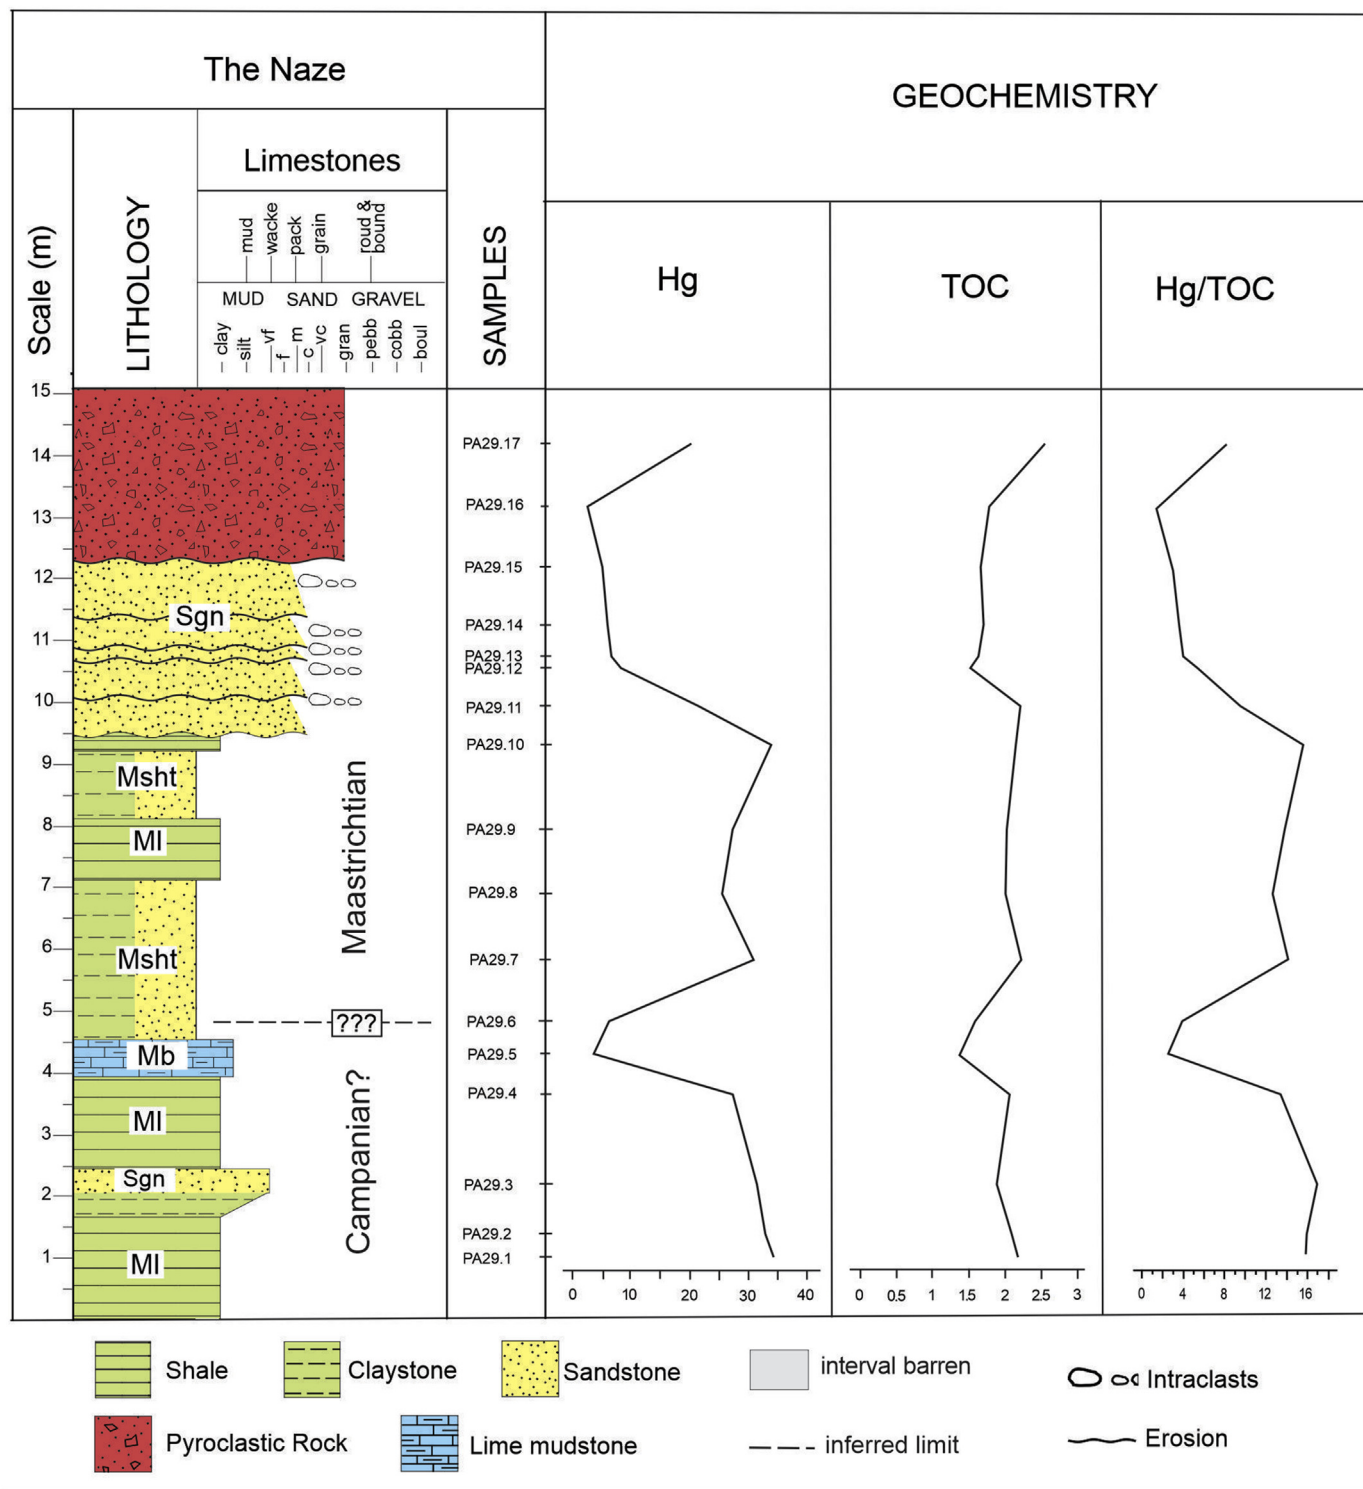 The Naze
GEOCHEMISTRY
Scale (m)
LITHOLOGY
Limestones
mud
wacke
pack
grain
roud &
bound
MUD SAND GRAVEL
clay
silt
vf
f
m
c
vc
gran
pebb
cobb
boul
SAMPLES
Hg
TOC
Hg/TOC
15
14
13
12
11
10
9
8
7
6
5
4
3
2
1
Sgn
Msht
Ml
Msht
Mb
Ml
Sgn
Ml
Maastrichtian
???
Campanian?
PA29.17
PA29.16
PA29.15
PA29.14
PA29.13
PA29.12
PA29.11
PA29.10
PA29.9
PA29.8
PA29.7
PA29.6
PA29.5
PA29.4
PA29.3
PA29.2
PA29.1
0 10 20 30 40
0 0.5 1 1.5 2 2.5 3
0 4 8 12 16
Shale
Claystone
Sandstone
interval barren
Intraclasts
Pyroclastic Rock
Lime mudstone
inferred limit
Erosion